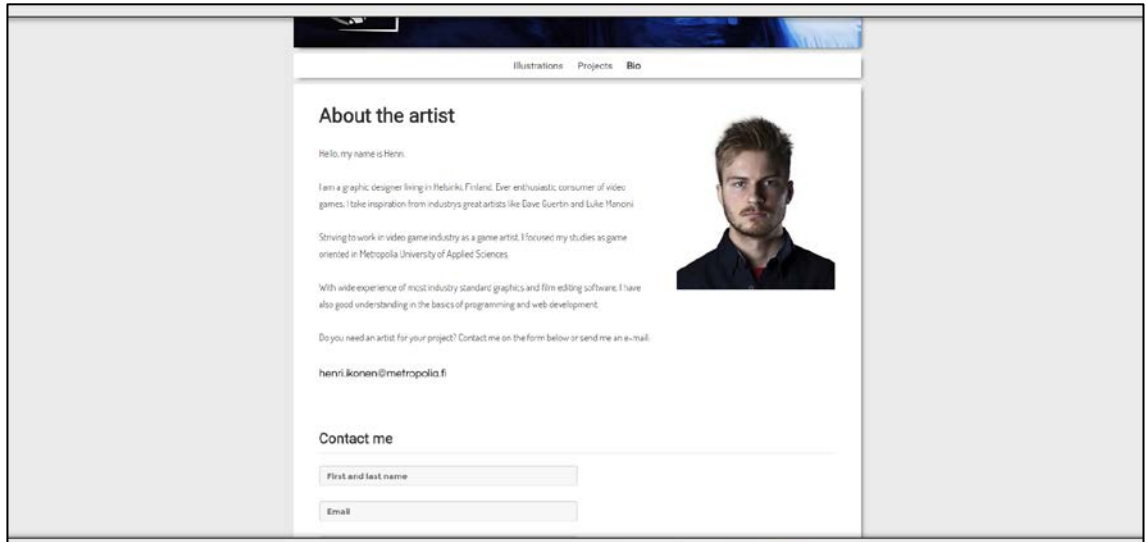 Illustrations Projects Bio
About the artist
Hello, my name is Henri.
I am a graphic designer living in Helsinki, Finland. Ever enthusiastic consumer of video
games, I take inspiration from industrys great artists like Dave Guertin and Luke Mancini.
Striving to work in video game industry as a game artist, I focused my studies as game
oriented in Metropolia University of Applied Sciences.
With wide experience of most industry standard graphics and film editing software, I have
also good understanding in the basics of programming and web development.
Do you need an artist for your project? Contact me on the form below or send me an e-mail:
henri.ikonen@metropolia.fi
Contact me
First and last name
Email